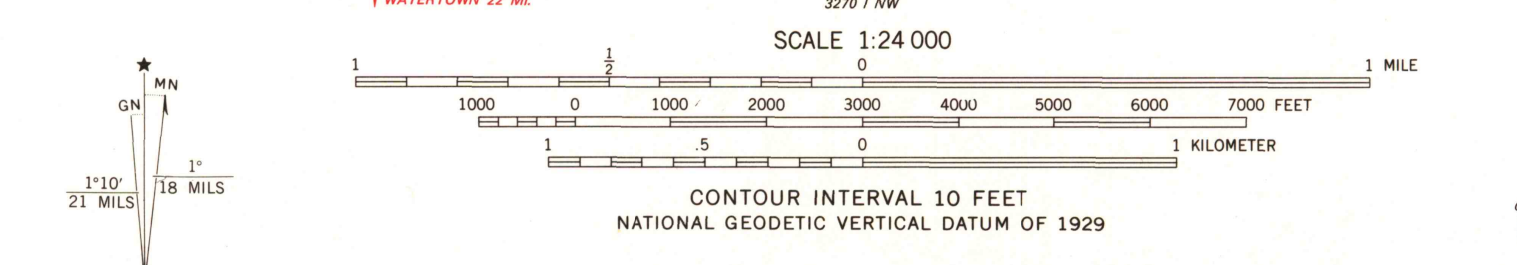 WATERTOWN 22 MI.
3270 I NW
SCALE 1:24 000
1 1/2 0 1 MILE
1000 0 1000 2000 3000 4000 5000 6000 7000 FEET
1 .5 0 1 KILOMETER
CONTOUR INTERVAL 10 FEET
NATIONAL GEODETIC VERTICAL DATUM OF 1929
★
MN
GN
1°
18 MILS
1°10′
21 MILS